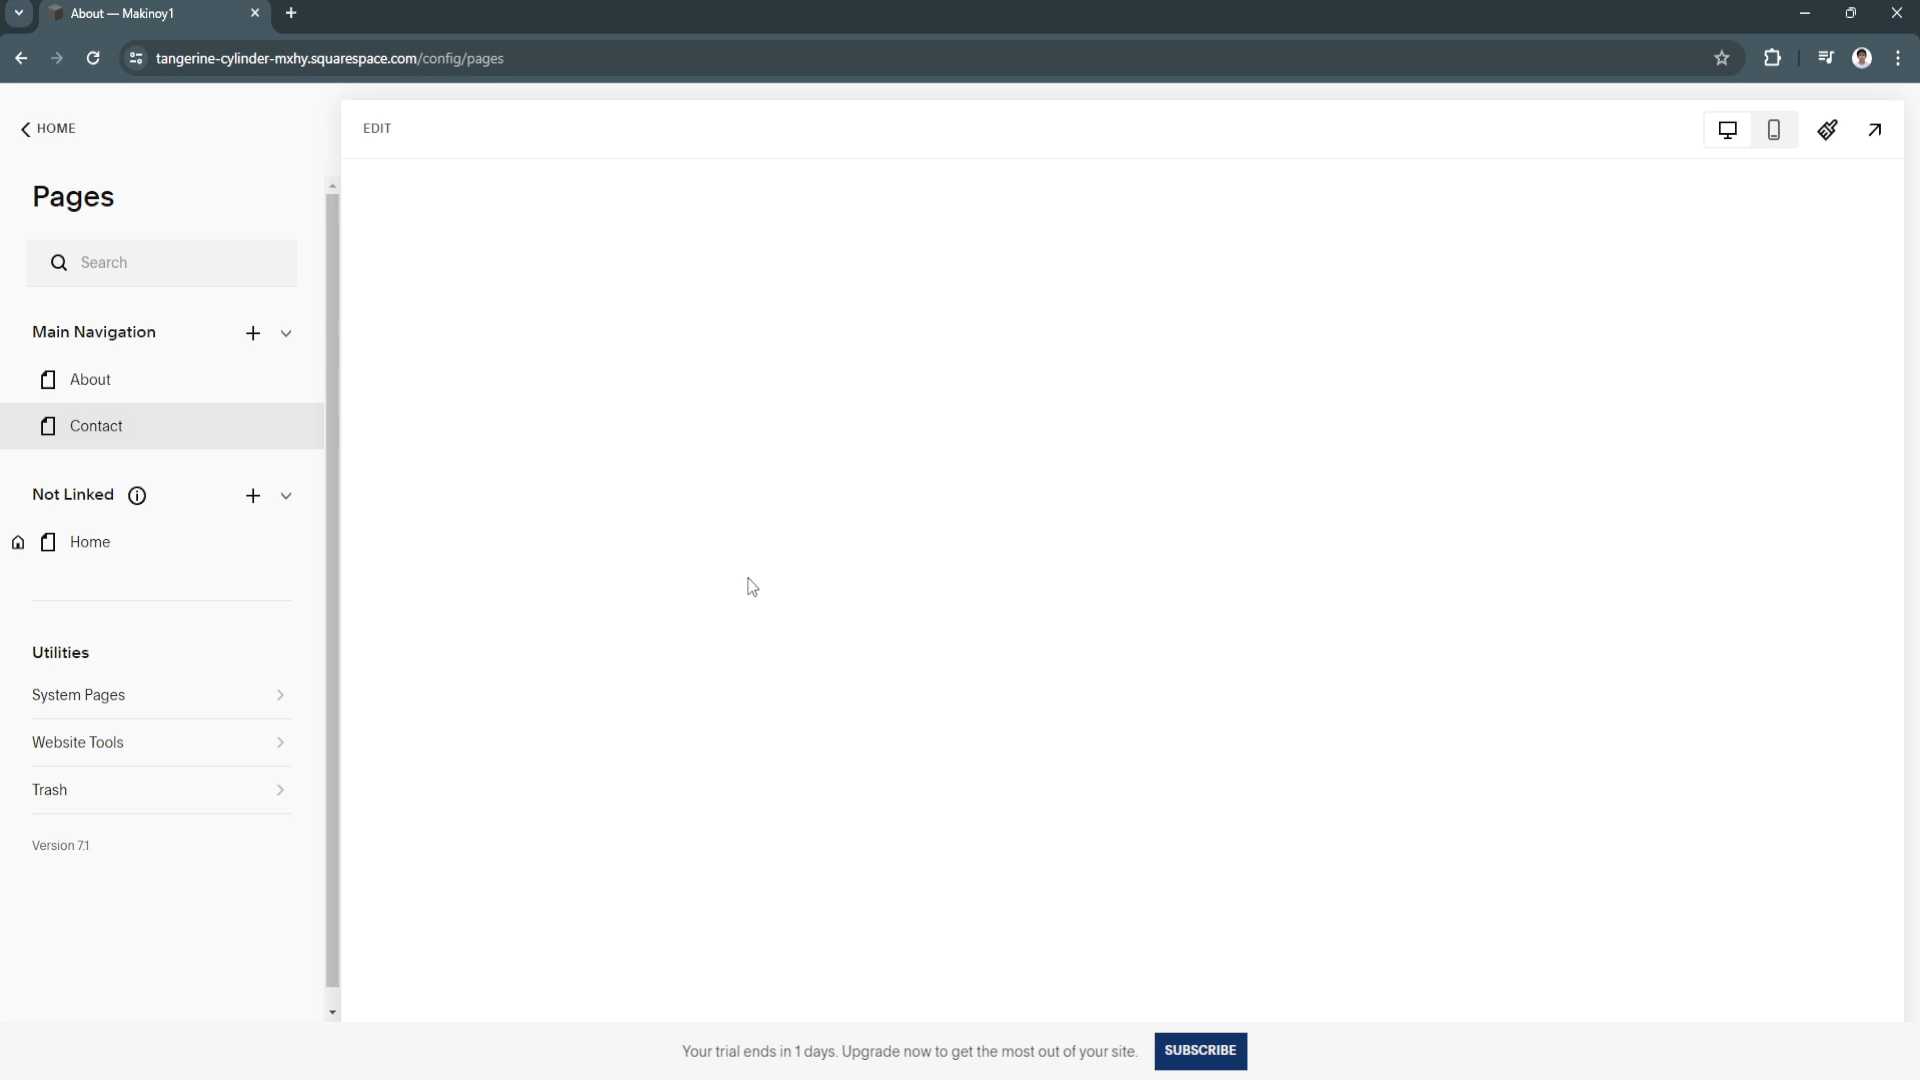 About — Makinoy1
tangerine-cylinder-mxhy.squarespace.com/config/pages
HOME
EDIT
Pages
Search
Main Navigation
About
Contact
Not Linked
Home
Utilities
System Pages
Website Tools
Trash
Version 7.1
Your trial ends in 1 days. Upgrade now to get the most out of your site.
SUBSCRIBE